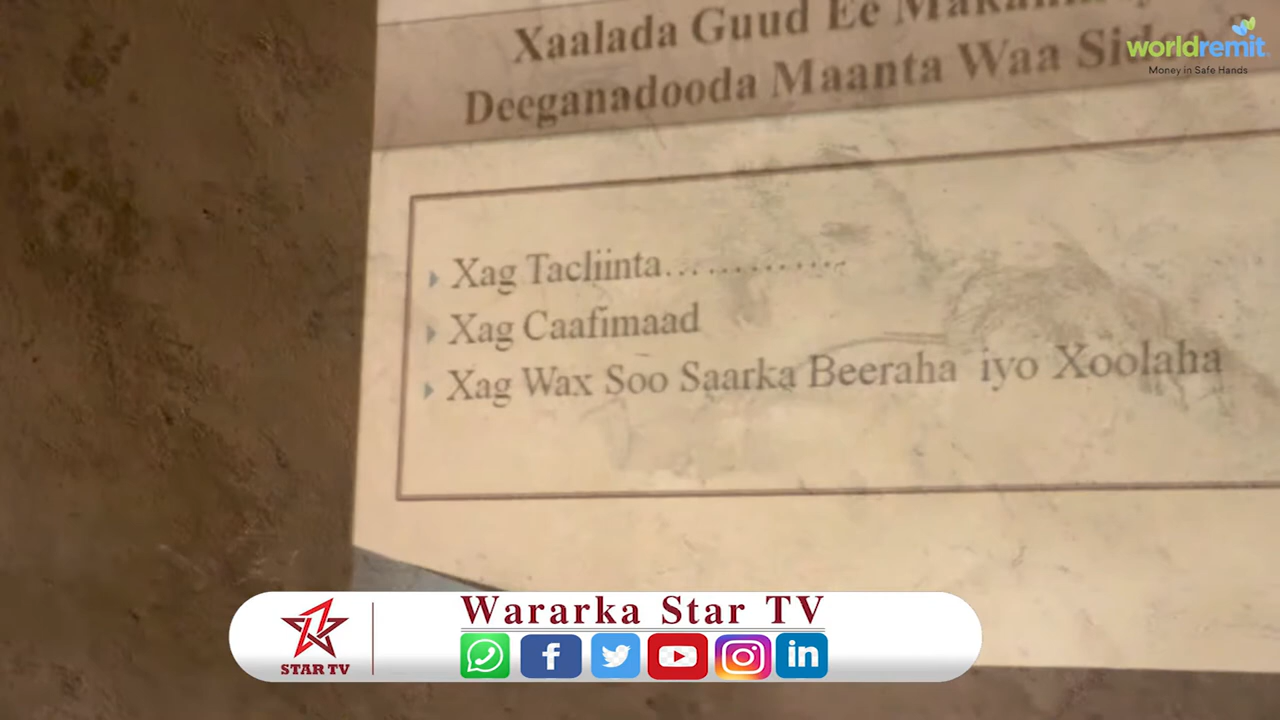 Xaalada Guud Ee
Deeganadooda Maanta Waa
Xag Tacliinta…………..
Xag Caafimaad
Xag Wax Soo Saarka Beeraha iyo Xoolaha
worldremit
Money in Safe Hands
Wararka Star TV
STAR TV